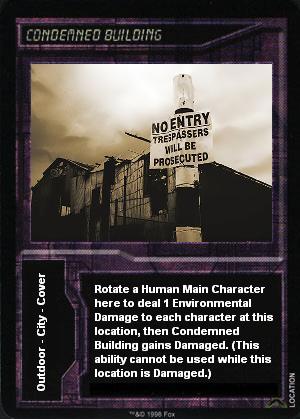 CONDEMNED BUILDING
NO ENTRY
TRESPASSERS
WILL BE
PROSECUTED
Outdoor - City - Cover
Rotate a Human Main Character
here to deal 1 Environmental
Damage to each character at this
location, then Condemned
Building gains Damaged. (This
ability cannot be used while this
location is Damaged.)
LOCATION
™&© 1998 Fox